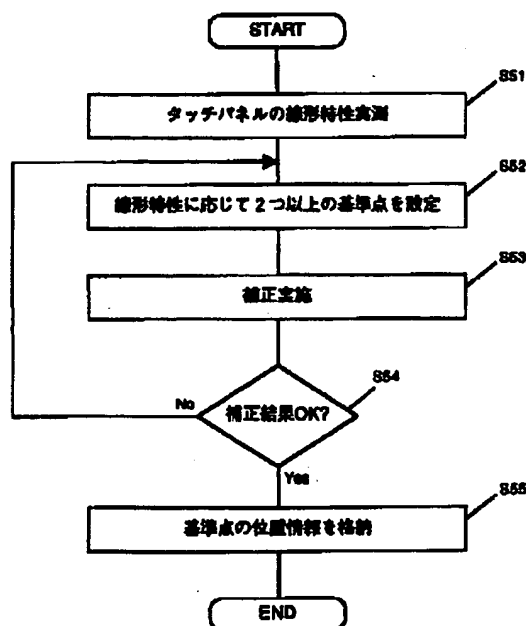 START
S51
タッチパネルの線形特性実測
S52
線形特性に応じて2つ以上の基準点を設定
S53
補正実施
S54
補正結果OK?
No
Yes
S55
基準点の位置情報を格納
END